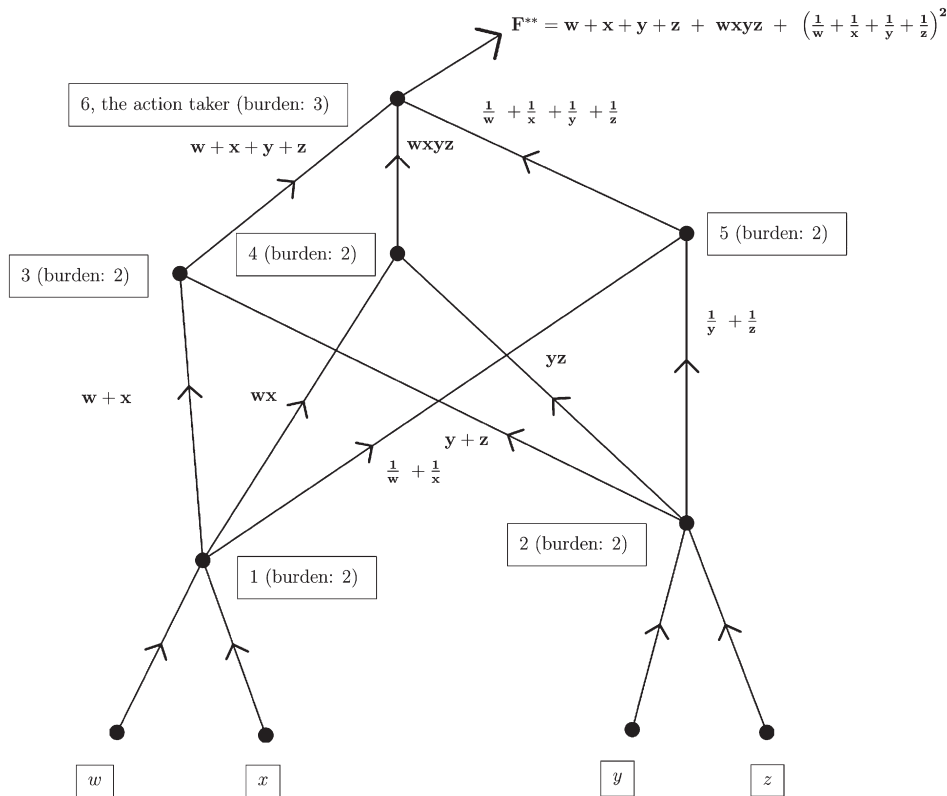 F** = w + x + y + z + wxyz + (1/w + 1/x + 1/y + 1/z)²
6, the action taker (burden: 3)
1/w + 1/x + 1/y + 1/z
w + x + y + z
wxyz
5 (burden: 2)
4 (burden: 2)
3 (burden: 2)
1/y + 1/z
yz
w + x
wx
y + z
1/w + 1/x
2 (burden: 2)
1 (burden: 2)
w
x
y
z